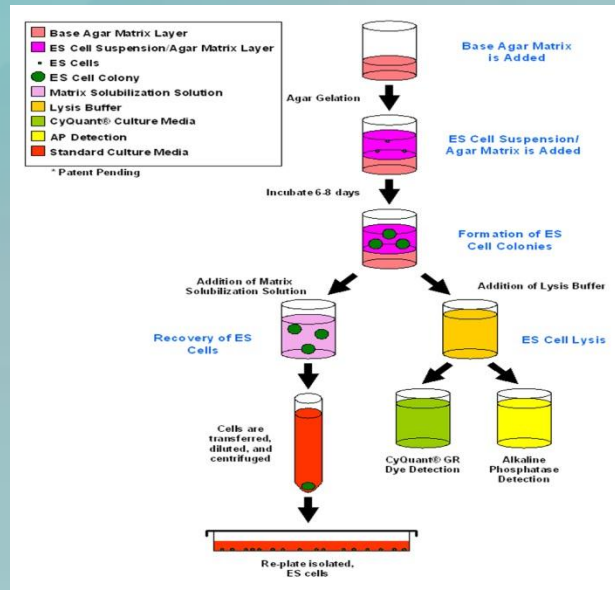 Base Agar Matrix Layer
ES Cell Suspension/Agar Matrix Layer
ES Cells
ES Cell Colony
Matrix Solubilization Solution
Lysis Buffer
CyQuant® Culture Media
AP Detection
Standard Culture Media
* Patent Pending
Base Agar Matrix
is Added
Agar Gelation
ES Cell Suspension/
Agar Matrix is Added
Incubate 6-8 days
Formation of ES
Cell Colonies
Addition of Matrix
Solubilization Solution
Addition of Lysis Buffer
Recovery of ES
Cells
ES Cell Lysis
Cells are
transferred,
diluted, and
centrifuged
CyQuant® GR
Dye Detection
Alkaline
Phosphatase
Detection
Re-plate isolated,
ES cells